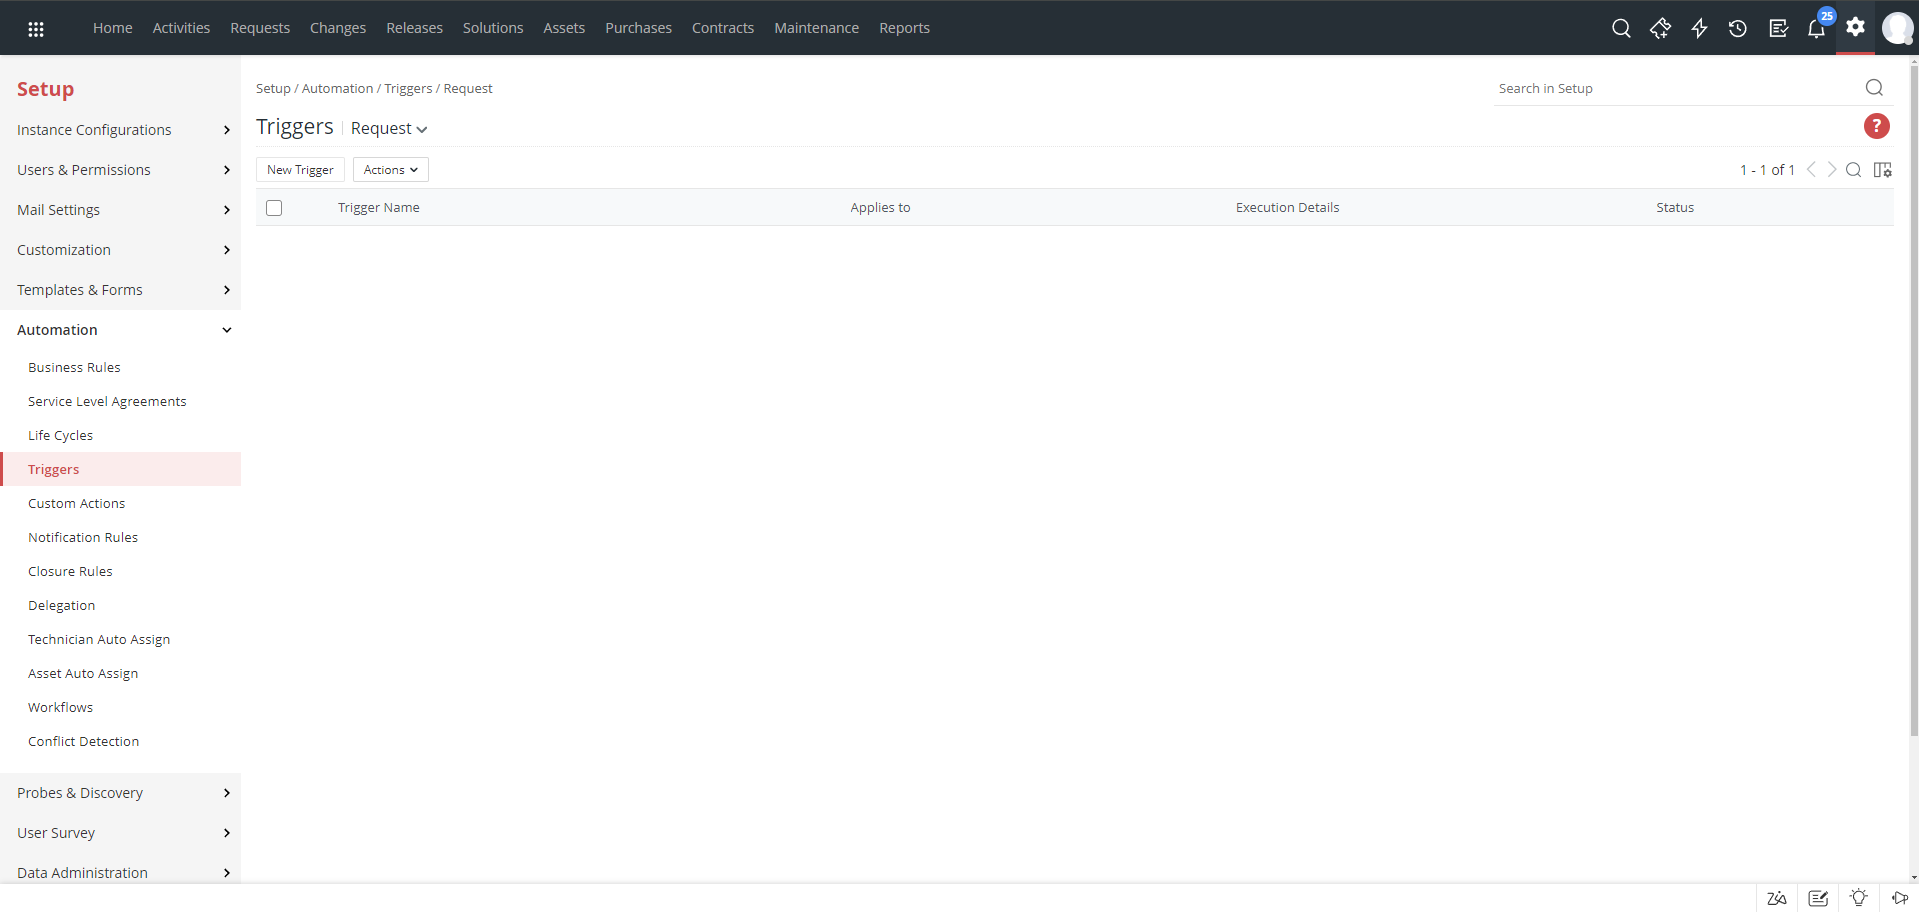 Home Activities Requests Changes Releases Solutions Assets Purchases Contracts Maintenance Reports
25
Setup
Instance Configurations
Users & Permissions
Mail Settings
Customization
Templates & Forms
Automation
Business Rules
Service Level Agreements
Life Cycles
Triggers
Custom Actions
Notification Rules
Closure Rules
Delegation
Technician Auto Assign
Asset Auto Assign
Workflows
Conflict Detection
Probes & Discovery
User Survey
Data Administration
Setup / Automation / Triggers / Request
Search in Setup
Triggers Request
?
New Trigger Actions
1 - 1 of 1
Trigger Name Applies to Execution Details Status